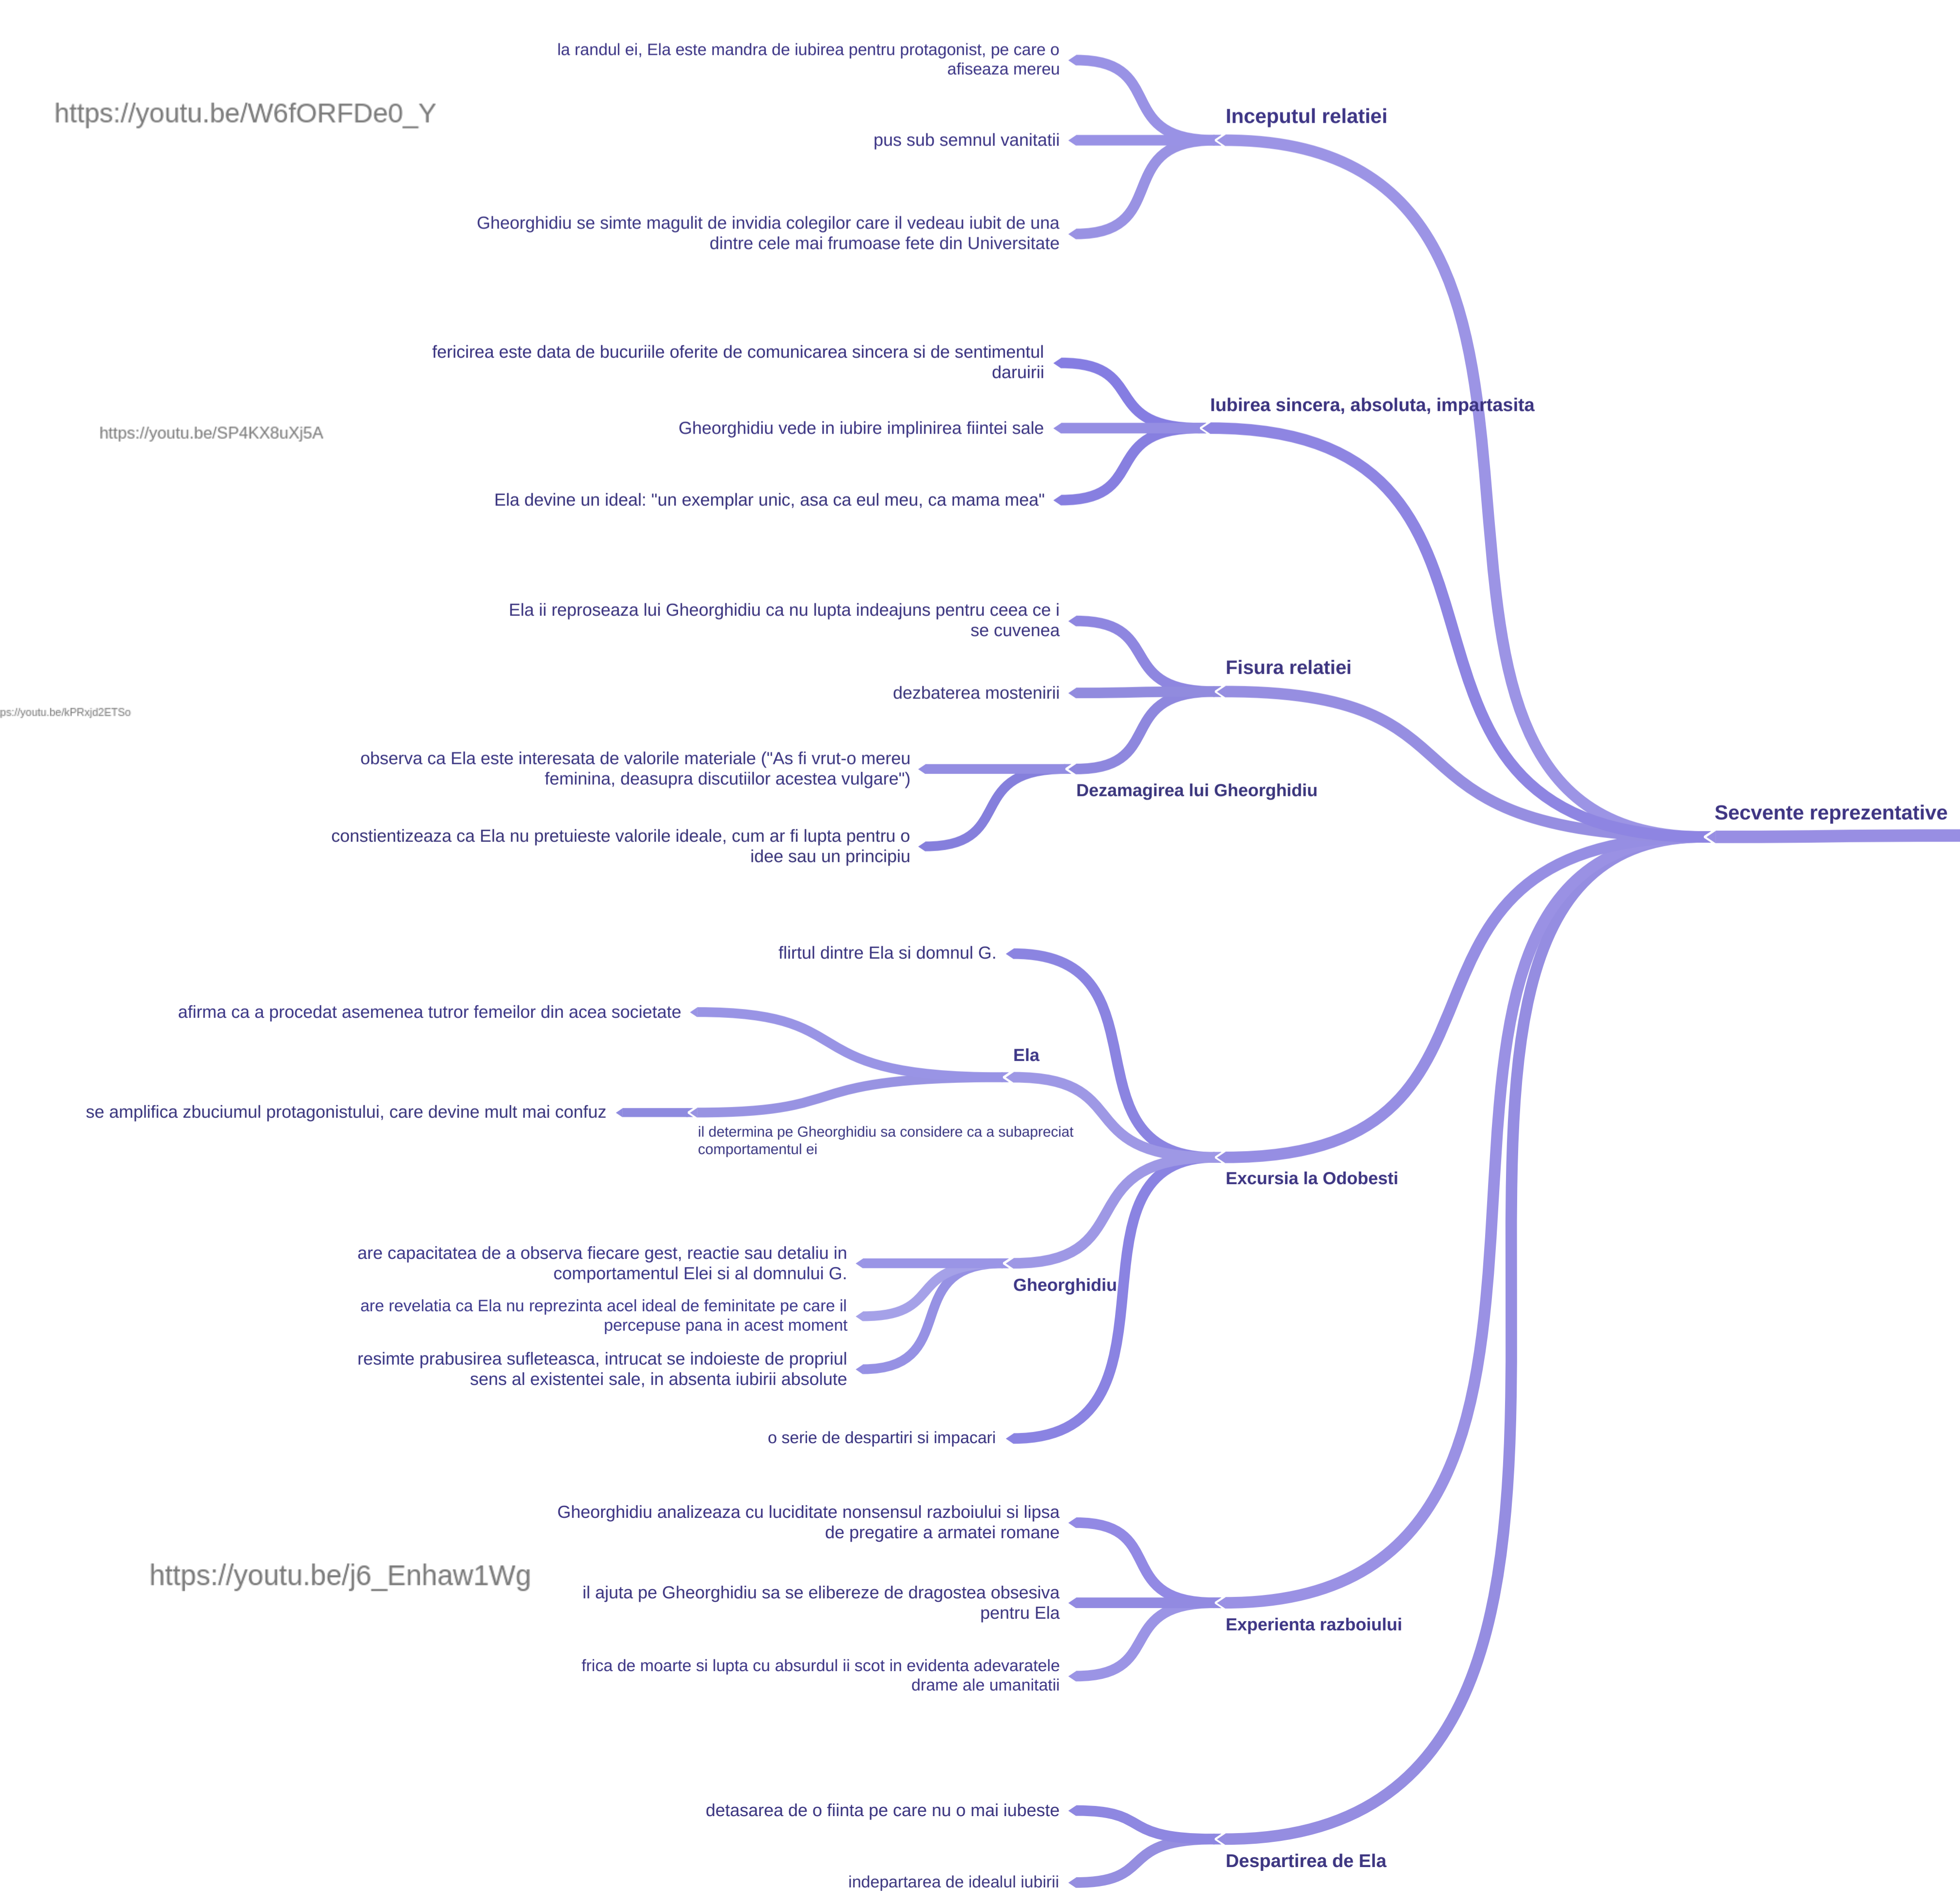 la randul ei, Ela este mandra de iubirea pentru protagonist, pe care o
afiseaza mereu
https://youtu.be/W6fORFDe0_Y
Inceputul relatiei
pus sub semnul vanitatii
Gheorghidiu se simte magulit de invidia colegilor care il vedeau iubit de una
dintre cele mai frumoase fete din Universitate
fericirea este data de bucuriile oferite de comunicarea sincera si de sentimentul
daruirii
Iubirea sincera, absoluta, impartasita
https://youtu.be/SP4KX8uXj5A
Gheorghidiu vede in iubire implinirea fiintei sale
Ela devine un ideal: "un exemplar unic, asa ca eul meu, ca mama mea"
Ela ii reproseaza lui Gheorghidiu ca nu lupta indeajuns pentru ceea ce i
se cuvenea
Fisura relatiei
dezbaterea mostenirii
ps://youtu.be/kPRxjd2ETSo
observa ca Ela este interesata de valorile materiale ("As fi vrut-o mereu
feminina, deasupra discutiilor acestea vulgare")
Dezamagirea lui Gheorghidiu
constientizeaza ca Ela nu pretuieste valorile ideale, cum ar fi lupta pentru o
idee sau un principiu
Secvente reprezentative
flirtul dintre Ela si domnul G.
afirma ca a procedat asemenea tutror femeilor din acea societate
Ela
se amplifica zbuciumul protagonistului, care devine mult mai confuz
il determina pe Gheorghidiu sa considere ca a subapreciat
comportamentul ei
Excursia la Odobesti
are capacitatea de a observa fiecare gest, reactie sau detaliu in
comportamentul Elei si al domnului G.
Gheorghidiu
are revelatia ca Ela nu reprezinta acel ideal de feminitate pe care il
percepuse pana in acest moment
resimte prabusirea sufleteasca, intrucat se indoieste de propriul
sens al existentei sale, in absenta iubirii absolute
o serie de despartiri si impacari
Gheorghidiu analizeaza cu luciditate nonsensul razboiului si lipsa
de pregatire a armatei romane
https://youtu.be/j6_Enhaw1Wg
il ajuta pe Gheorghidiu sa se elibereze de dragostea obsesiva
pentru Ela
Experienta razboiului
frica de moarte si lupta cu absurdul ii scot in evidenta adevaratele
drame ale umanitatii
detasarea de o fiinta pe care nu o mai iubeste
Despartirea de Ela
indepartarea de idealul iubirii